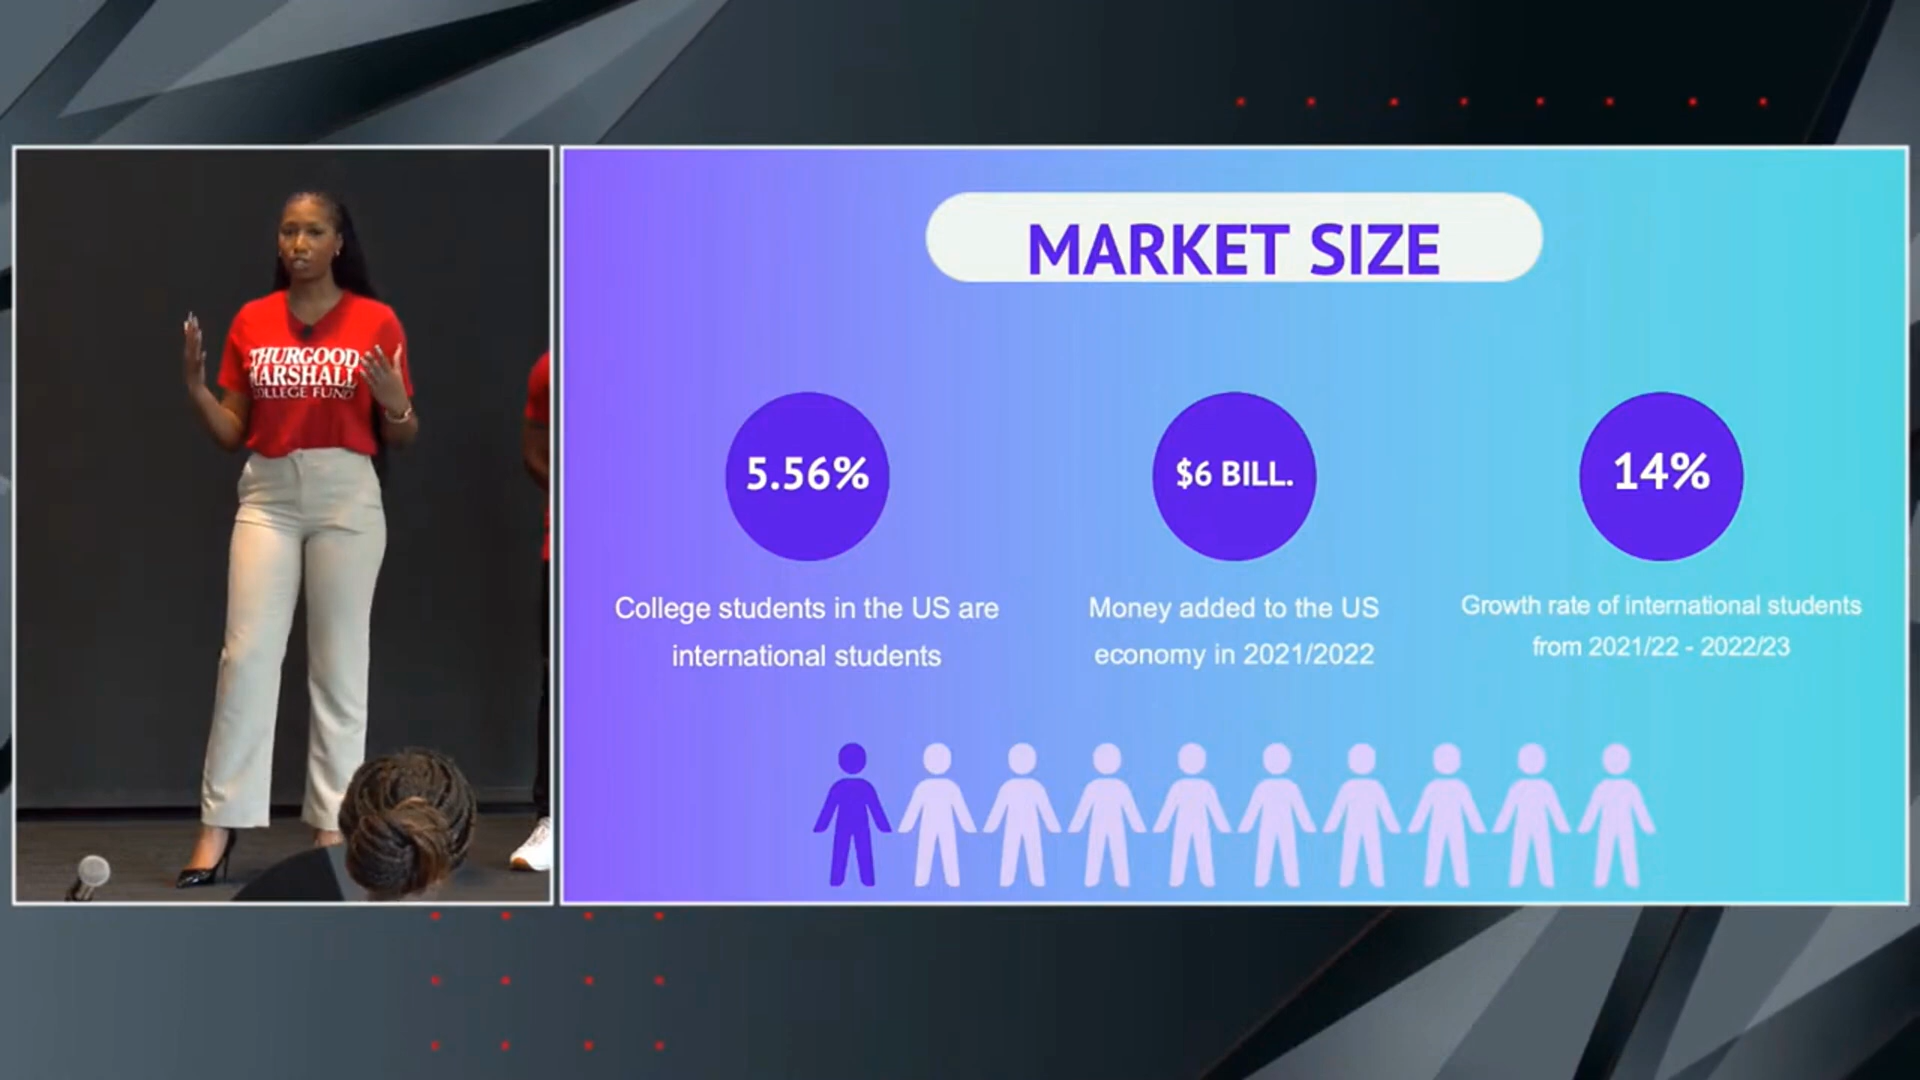 THURGOOD
MARSHALL
COLLEGE FUND
MARKET SIZE
5.56%
College students in the US are
international students
$6 BILL.
Money added to the US
economy in 2021/2022
14%
Growth rate of international students
from 2021/22 - 2022/23